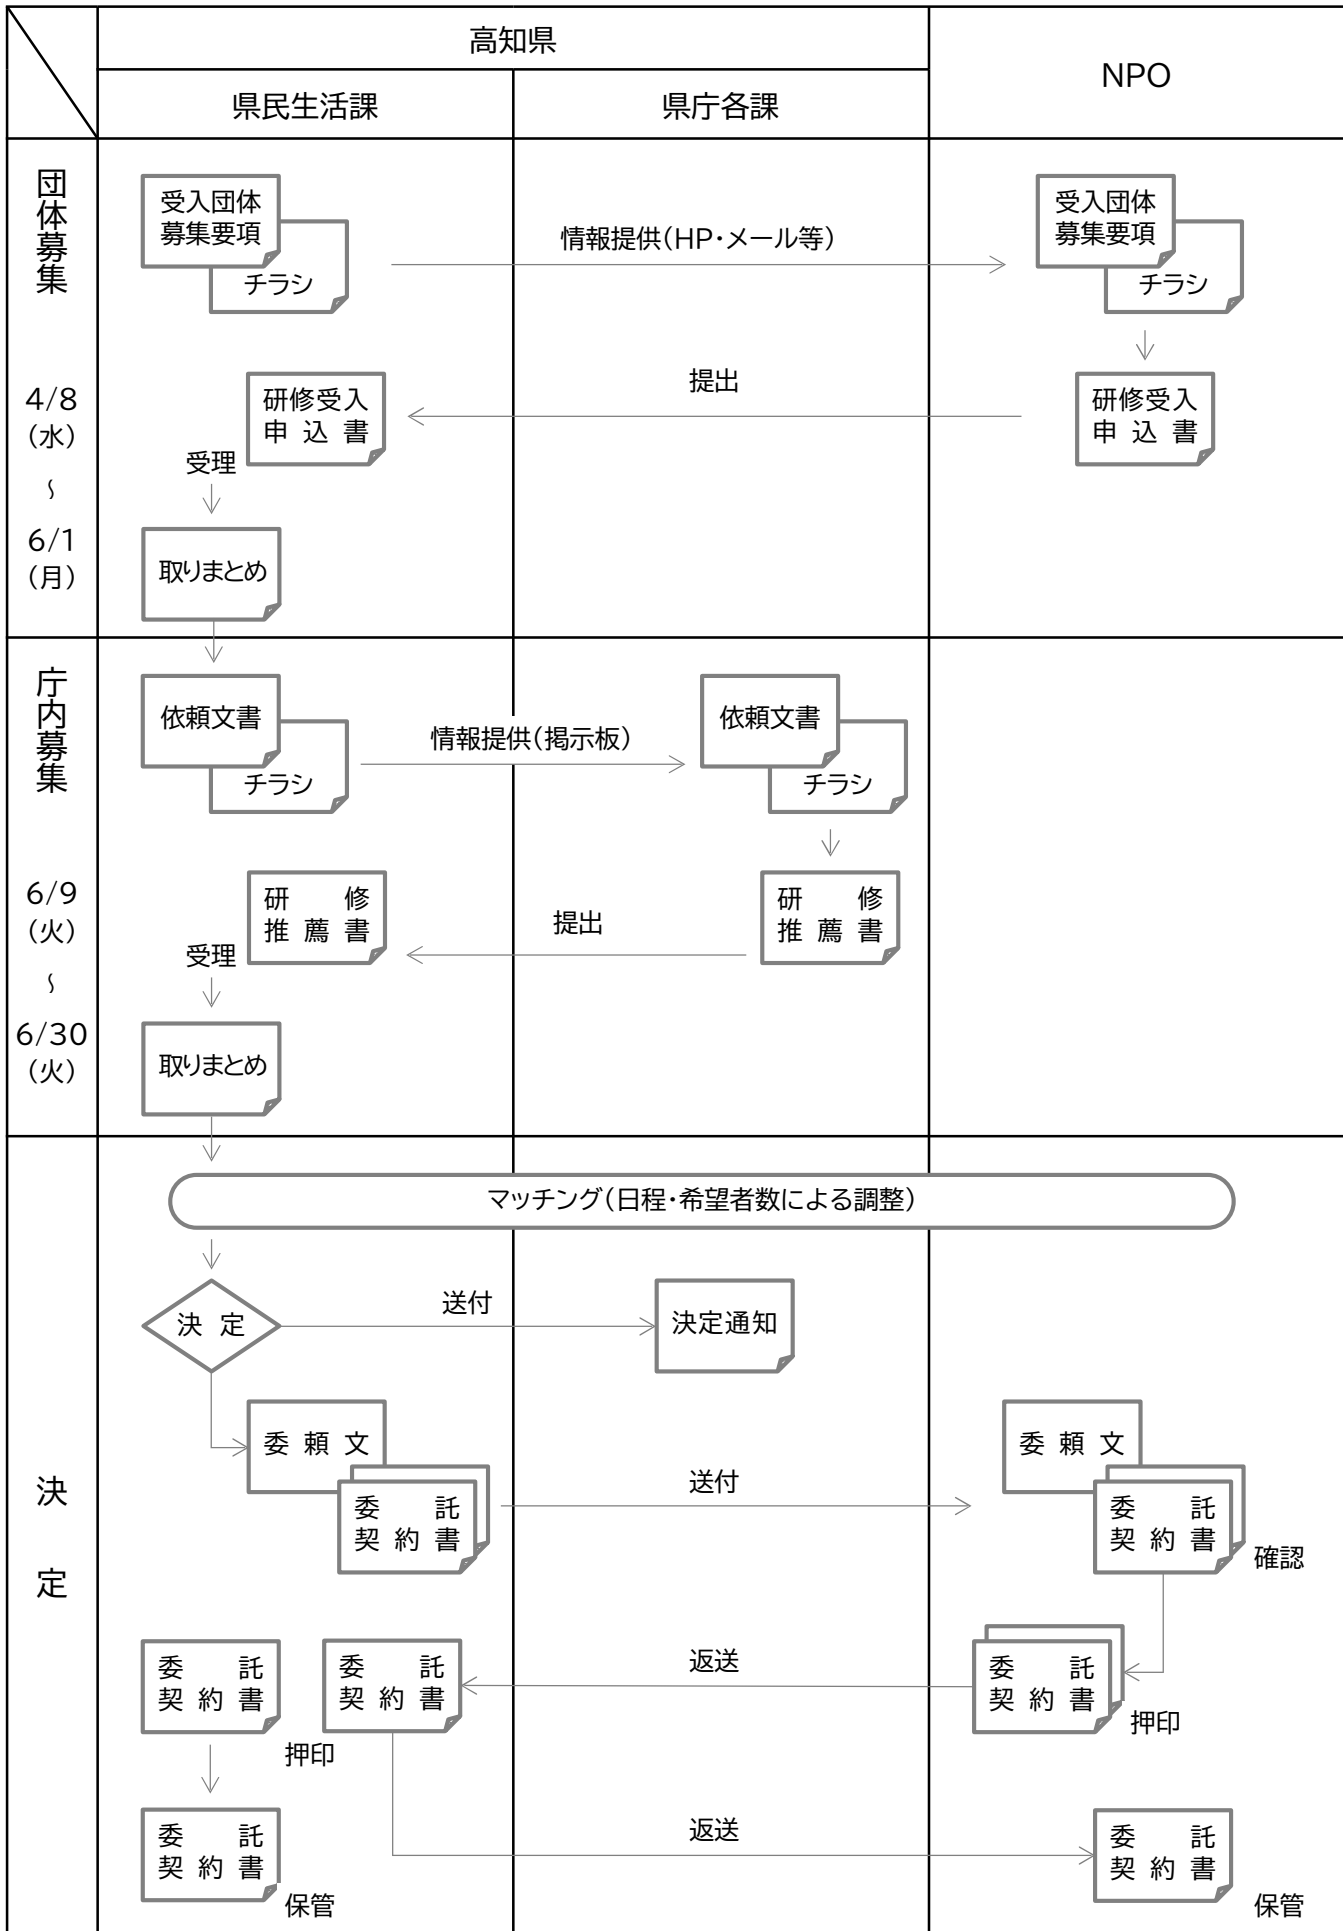 高知県
NPO
県民生活課
県庁各課
団体募集
4/8
(水)
~
6/1
(月)
受入団体
募集要項
チラシ
情報提供(HP・メール等)
受入団体
募集要項
チラシ
研修受入
申込書
提出
研修受入
申込書
受理
取りまとめ
庁内募集
6/9
(火)
~
6/30
(火)
依頼文書
チラシ
情報提供(掲示板)
依頼文書
チラシ
研修
推薦書
提出
研修
推薦書
受理
取りまとめ
決定
マッチング(日程・希望者数による調整)
決定
送付
決定通知
委頼文
委託
契約書
送付
委頼文
委託
契約書
確認
委託
契約書
委託
契約書
押印
返送
委託
契約書
押印
委託
契約書
保管
返送
委託
契約書
保管